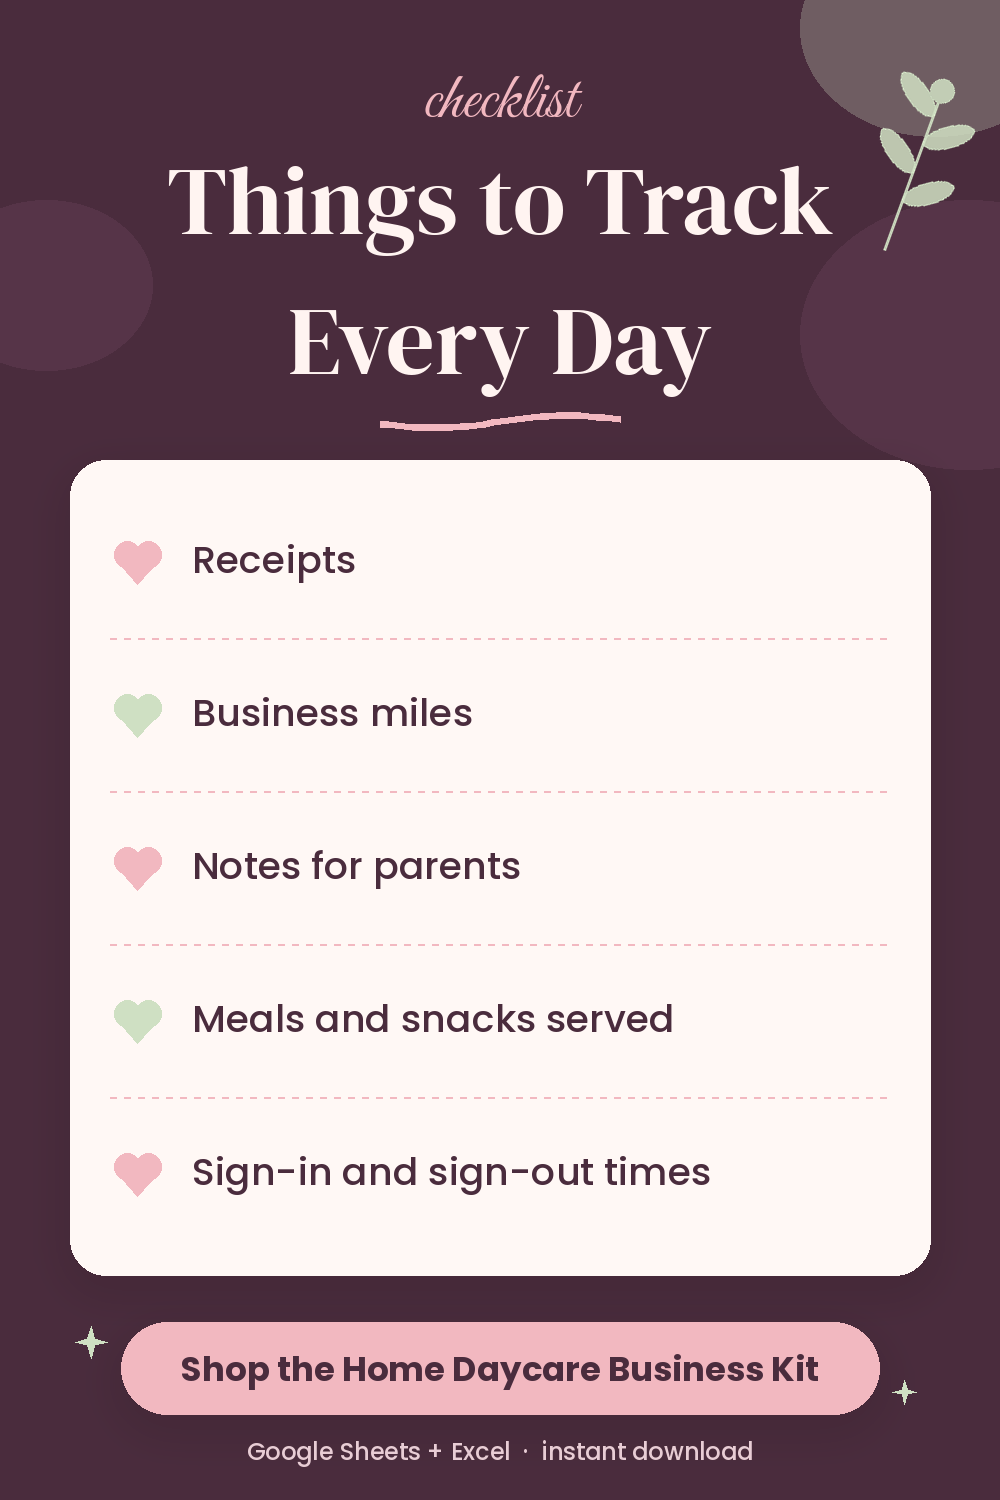 checklist
Things to Track
Every Day
Receipts
Business miles
Notes for parents
Meals and snacks served
Sign-in and sign-out times
Shop the Home Daycare Business Kit
Google Sheets + Excel · instant download